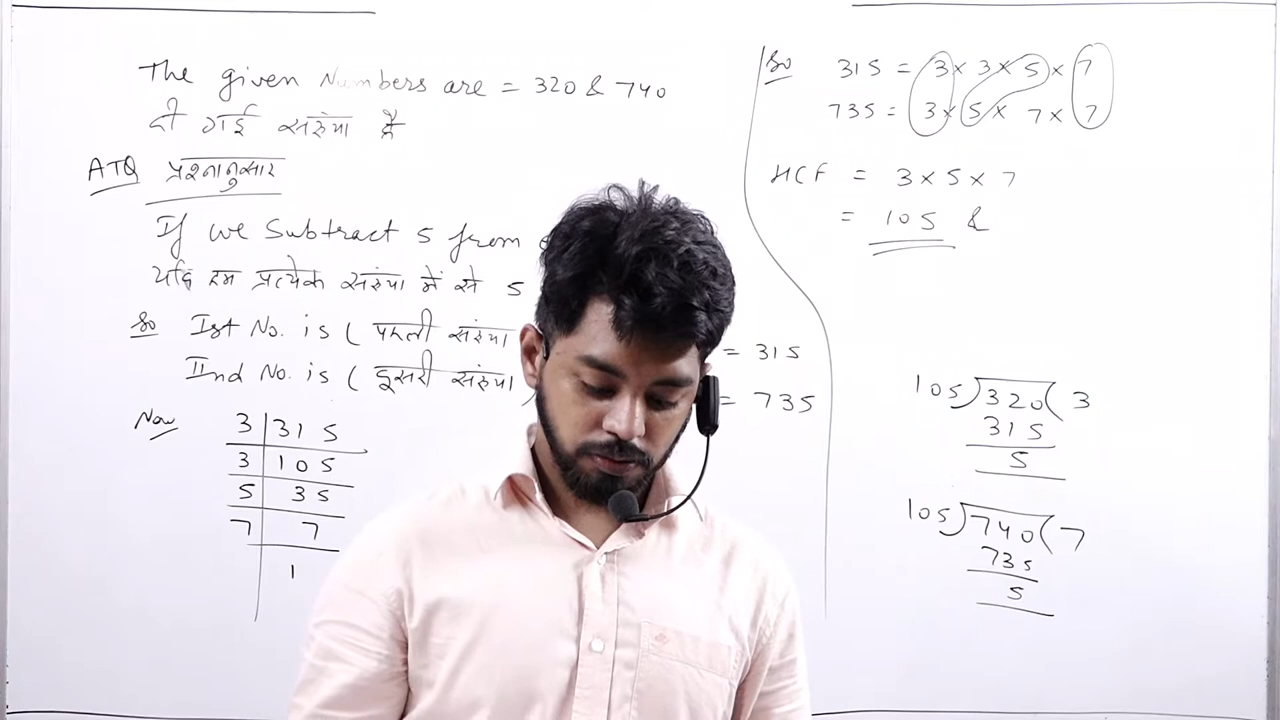 The given Numbers are = 320 & 740
दी गई संख्या है
ATQ प्रश्नानुसार
If we Subtract 5 from
यदि हम प्रत्येक संख्या में से 5
So Ist No. is ( पहली संख्या = 315
IInd No. is ( दूसरी संख्या) = 735
Now
3 | 315
3 | 105
5 | 35
7 | 7
1
So 315 = 3 × 3 × 5 × 7
735 = 3 × 5 × 7 × 7
HCF = 3 × 5 × 7
= 105 &
105)320(3
315
5
105)740(7
735
5